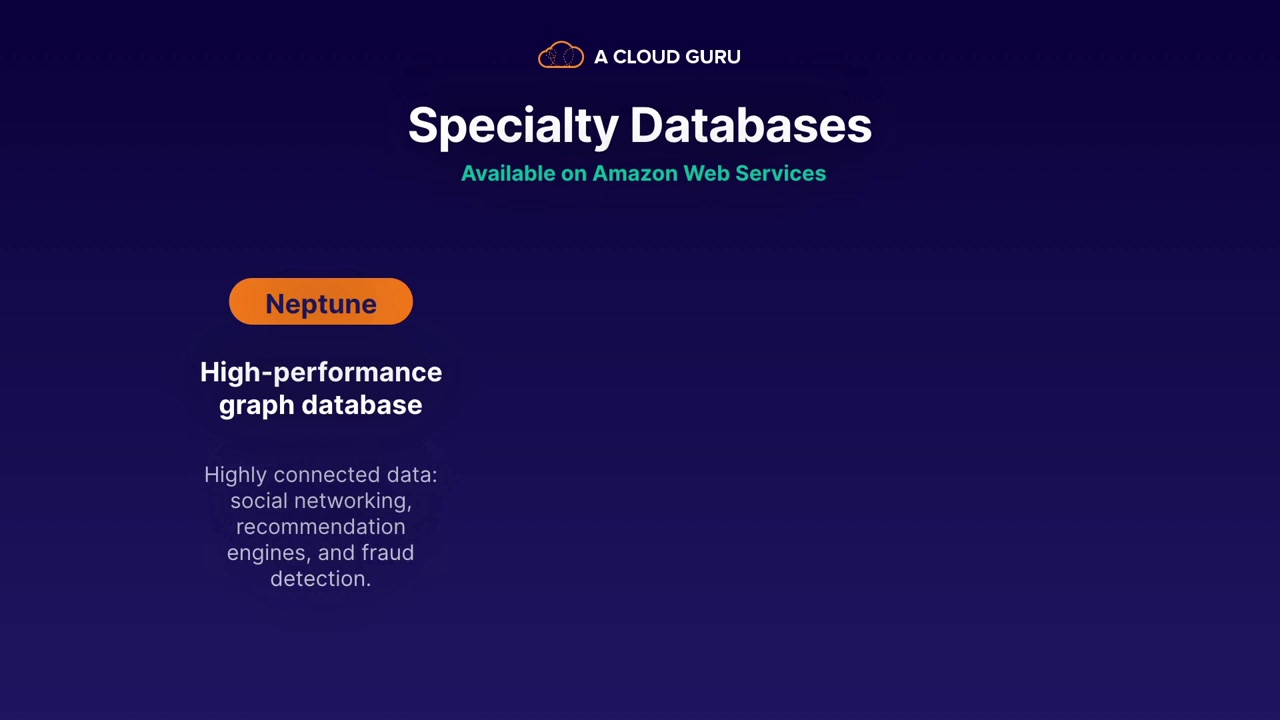 A CLOUD GURU
Specialty Databases
Available on Amazon Web Services
Neptune
High-performance
graph database
Highly connected data:
social networking,
recommendation
engines, and fraud
detection.